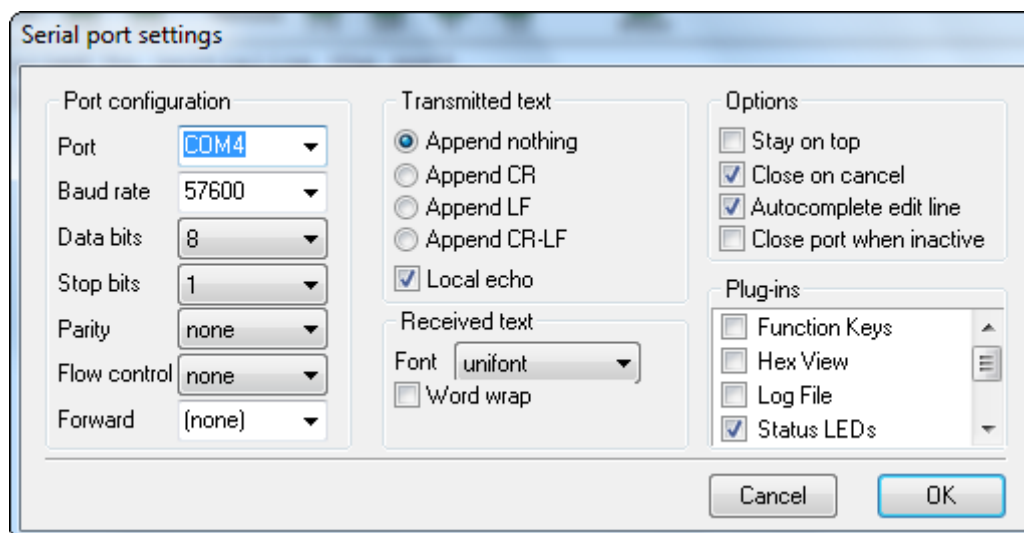 Serial port settings
Port configuration
Port COM4
Baud rate 57600
Data bits 8
Stop bits 1
Parity none
Flow control none
Forward (none)
Transmitted text
Append nothing
Append CR
Append LF
Append CR-LF
Local echo
Received text
Font unifont
Word wrap
Options
Stay on top
Close on cancel
Autocomplete edit line
Close port when inactive
Plug-ins
Function Keys
Hex View
Log File
Status LEDs
Cancel OK